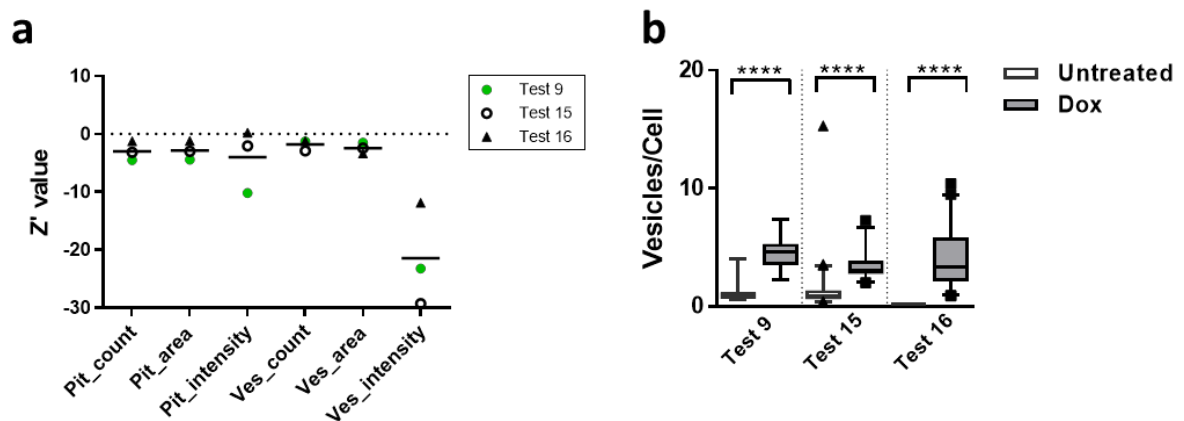 a
10
0
-10
-20
-30
Z' value
Pit_count
Pit_area
Pit_intensity
Ves_count
Ves_area
Ves_intensity
Test 9
Test 15
Test 16
b
20
10
0
Vesicles/Cell
****
****
****
Test 9
Test 15
Test 16
Untreated
Dox